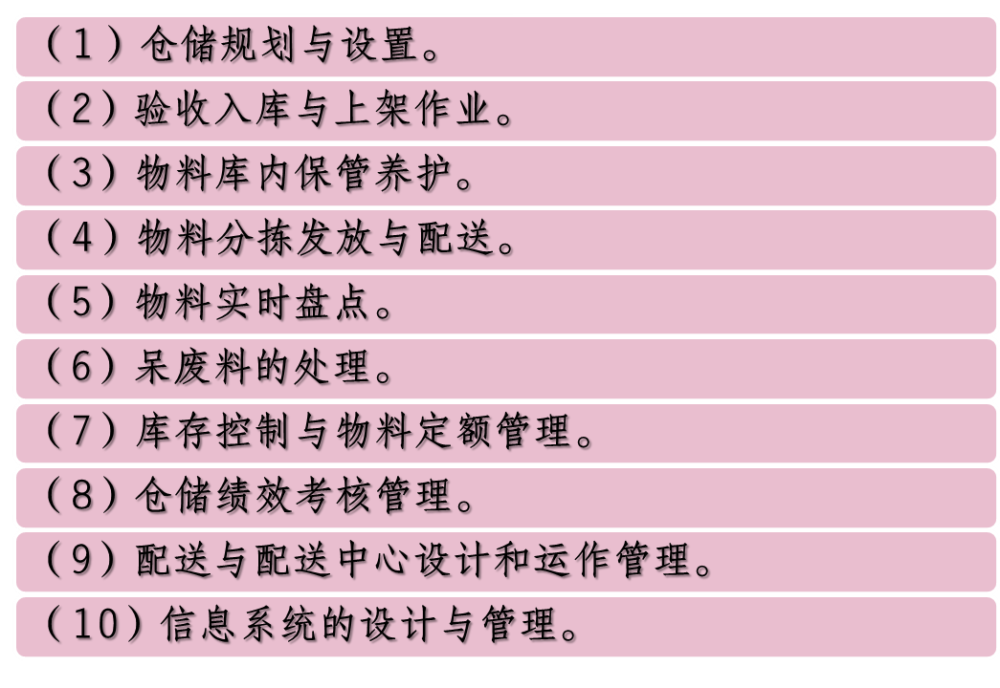 （1）仓储规划与设置。
（2）验收入库与上架作业。
（3）物料库内保管养护。
（4）物料分拣发放与配送。
（5）物料实时盘点。
（6）呆废料的处理。
（7）库存控制与物料定额管理。
（8）仓储绩效考核管理。
（9）配送与配送中心设计和运作管理。
（10）信息系统的设计与管理。